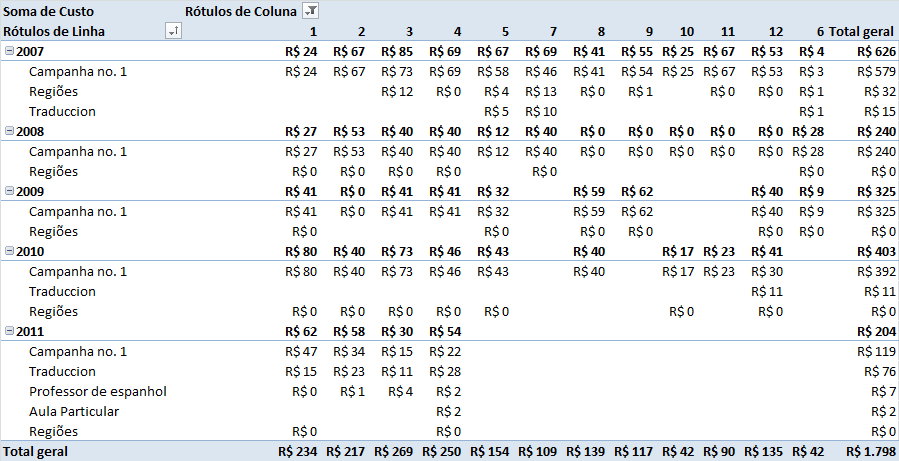 Soma de Custo Rótulos de Coluna
Rótulos de Linha 1 2 3 4 5 7 8 9 10 11 12 6 Total geral
2007 R$ 24 R$ 67 R$ 85 R$ 69 R$ 67 R$ 69 R$ 41 R$ 55 R$ 25 R$ 67 R$ 53 R$ 4 R$ 626
Campanha no. 1 R$ 24 R$ 67 R$ 73 R$ 69 R$ 58 R$ 46 R$ 41 R$ 54 R$ 25 R$ 67 R$ 53 R$ 3 R$ 579
Regiões R$ 12 R$ 0 R$ 4 R$ 13 R$ 0 R$ 1 R$ 0 R$ 0 R$ 1 R$ 32
Traduccion R$ 5 R$ 10 R$ 1 R$ 15
2008 R$ 27 R$ 53 R$ 40 R$ 40 R$ 12 R$ 40 R$ 0 R$ 0 R$ 0 R$ 0 R$ 0 R$ 28 R$ 240
Campanha no. 1 R$ 27 R$ 53 R$ 40 R$ 40 R$ 12 R$ 40 R$ 0 R$ 0 R$ 0 R$ 0 R$ 0 R$ 28 R$ 240
Regiões R$ 0 R$ 0 R$ 0 R$ 0 R$ 0 R$ 0 R$ 0
2009 R$ 41 R$ 0 R$ 41 R$ 41 R$ 32 R$ 59 R$ 62 R$ 40 R$ 9 R$ 325
Campanha no. 1 R$ 41 R$ 0 R$ 41 R$ 41 R$ 32 R$ 59 R$ 62 R$ 40 R$ 9 R$ 325
Regiões R$ 0 R$ 0 R$ 0 R$ 0 R$ 0 R$ 0 R$ 0
2010 R$ 80 R$ 40 R$ 73 R$ 46 R$ 43 R$ 40 R$ 17 R$ 23 R$ 41 R$ 403
Campanha no. 1 R$ 80 R$ 40 R$ 73 R$ 46 R$ 43 R$ 40 R$ 17 R$ 23 R$ 30 R$ 392
Traduccion R$ 11 R$ 11
Regiões R$ 0 R$ 0 R$ 0 R$ 0 R$ 0 R$ 0 R$ 0 R$ 0
2011 R$ 62 R$ 58 R$ 30 R$ 54 R$ 204
Campanha no. 1 R$ 47 R$ 34 R$ 15 R$ 22 R$ 119
Traduccion R$ 15 R$ 23 R$ 11 R$ 28 R$ 76
Professor de espanhol R$ 0 R$ 1 R$ 4 R$ 2 R$ 7
Aula Particular R$ 2 R$ 2
Regiões R$ 0 R$ 0 R$ 0
Total geral R$ 234 R$ 217 R$ 269 R$ 250 R$ 154 R$ 109 R$ 139 R$ 117 R$ 42 R$ 90 R$ 135 R$ 42 R$ 1.798